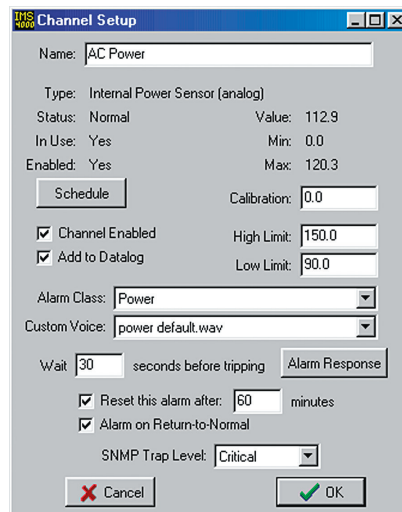 IMS 4000 Channel Setup
Name: AC Power
Type: Internal Power Sensor (analog)
Status: Normal Value: 112.9
In Use: Yes Min: 0.0
Enabled: Yes Max: 120.3
Schedule Calibration: 0.0
Channel Enabled High Limit: 150.0
Add to Datalog Low Limit: 90.0
Alarm Class: Power
Custom Voice: power default.wav
Wait 30 seconds before tripping Alarm Response
Reset this alarm after: 60 minutes
Alarm on Return-to-Normal
SNMP Trap Level: Critical
Cancel OK